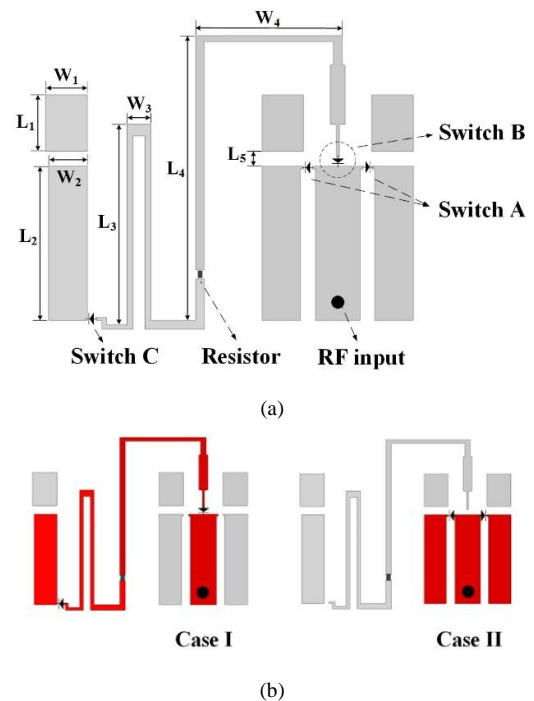 W4
W1
L1
W3
Switch B
L5
W2
L4
Switch A
L2
L3
Switch C
Resistor
RF input
(a)
Case I
Case II
(b)